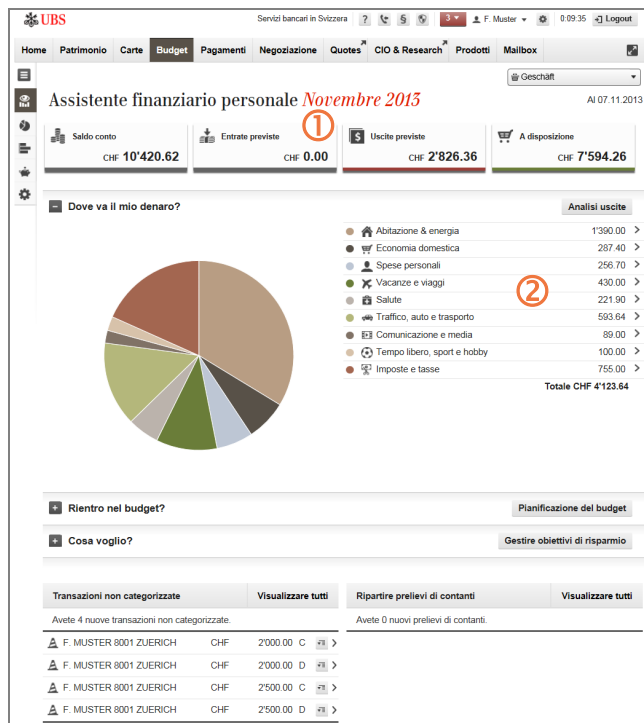 UBS
Servizi bancari in Svizzera ? § 3 F. Muster 0:09:35 Logout
Home Patrimonio Carte Budget Pagamenti Negoziazione Quotes CIO & Research Prodotti Mailbox
Geschäft
Assistente finanziario personale Novembre 2013
Al 07.11.2013
1
Saldo conto
CHF 10'420.62
Entrate previste
CHF 0.00
Uscite previste
CHF 2'826.36
A disposizione
CHF 7'594.26
Dove va il mio denaro? Analisi uscite
Abitazione & energia 1'390.00
Economia domestica 287.40
Spese personali 256.70
Vacanze e viaggi 430.00
2
Salute 221.90
Traffico, auto e trasporto 593.64
Comunicazione e media 89.00
Tempo libero, sport e hobby 100.00
Imposte e tasse 755.00
Totale CHF 4'123.64
Rientro nel budget? Pianificazione del budget
Cosa voglio? Gestire obiettivi di risparmio
Transazioni non categorizzate Visualizzare tutti
Avete 4 nuove transazioni non categorizzate.
F. MUSTER 8001 ZUERICH CHF 2'000.00 C
F. MUSTER 8001 ZUERICH CHF 2'000.00 D
F. MUSTER 8001 ZUERICH CHF 2'500.00 C
F. MUSTER 8001 ZUERICH CHF 2'500.00 D
Ripartire prelievi di contanti Visualizzare tutti
Avete 0 nuovi prelievi di contanti.